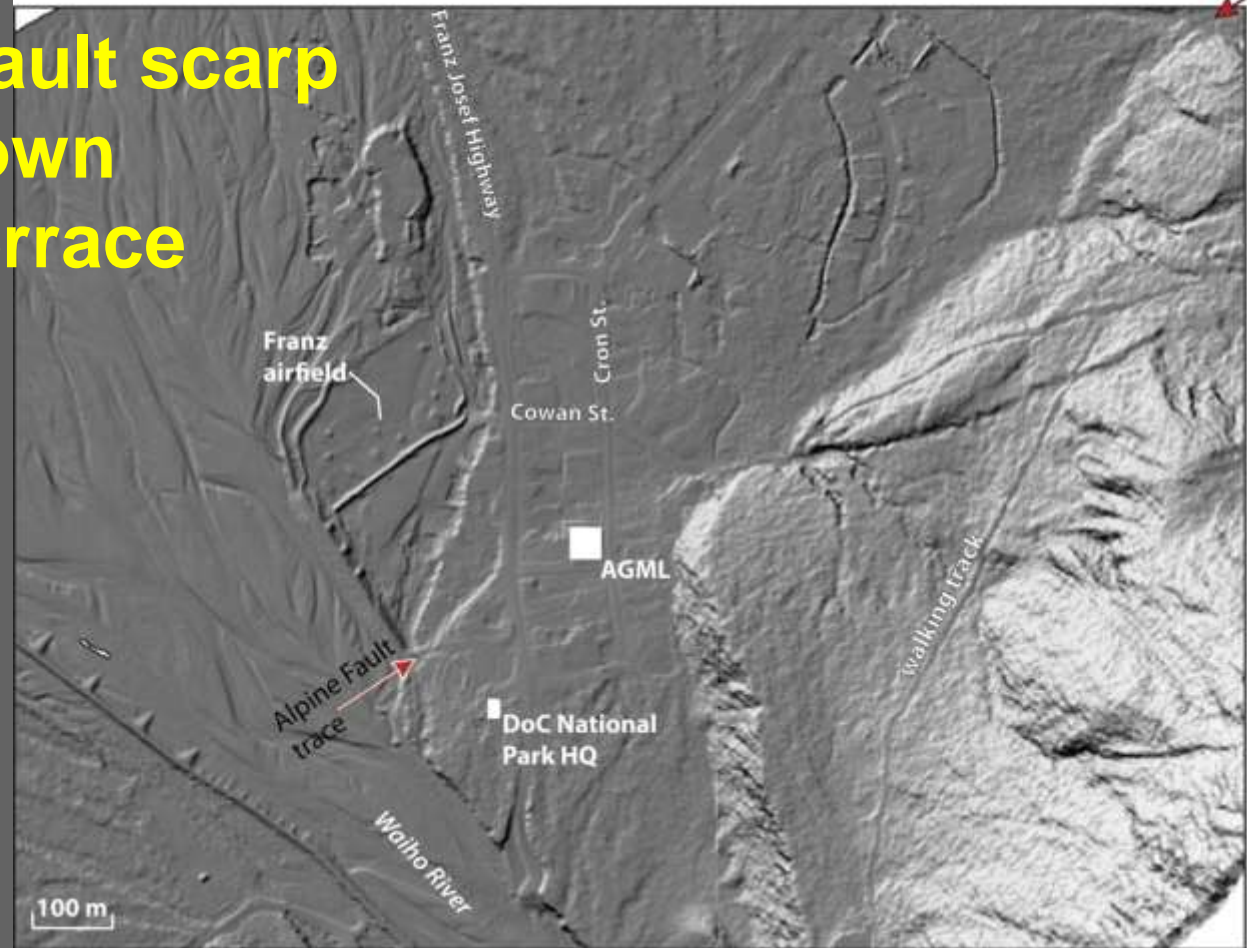 ault scarp
own
rrace
Franz Josef Highway
Franz
airfield
Cron St.
Cowan St.
AGML
walking track
Alpine Fault
trace
DoC National
Park HQ
Waiho River
100 m